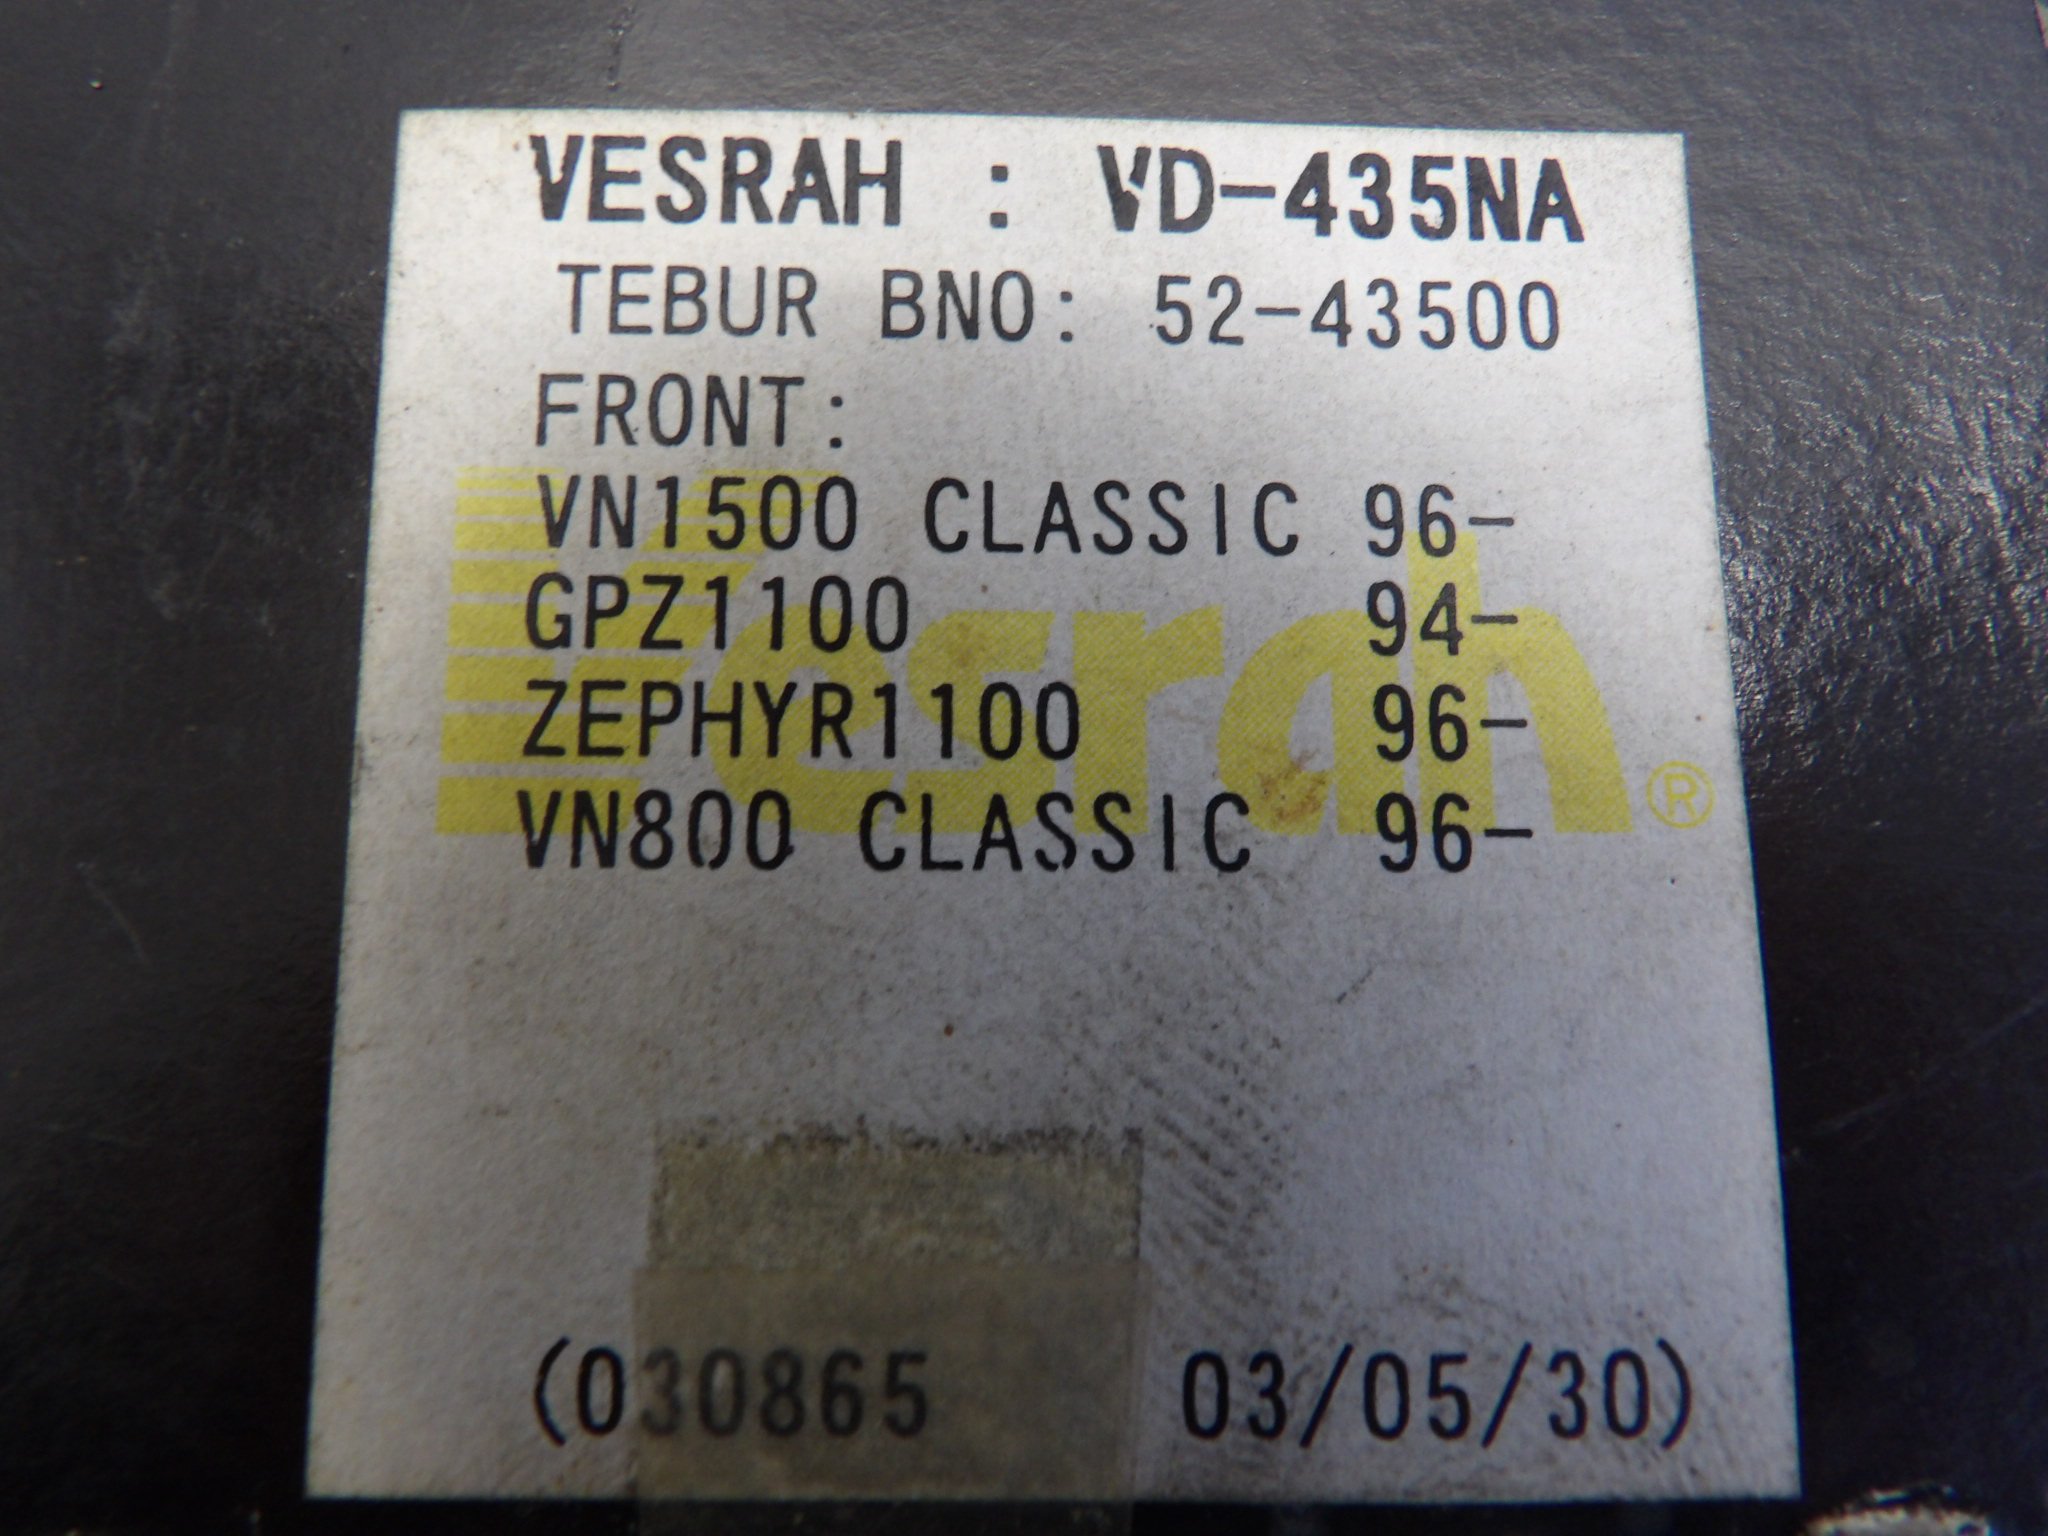 VESRAH : VD-435NA
TEBUR BNO: 52-43500
FRONT:
VN1500 CLASSIC 96-
GPZ1100 94-
ZEPHYR1100 96-
VN800 CLASSIC 96-
Vesrah ®
(030865 03/05/30)